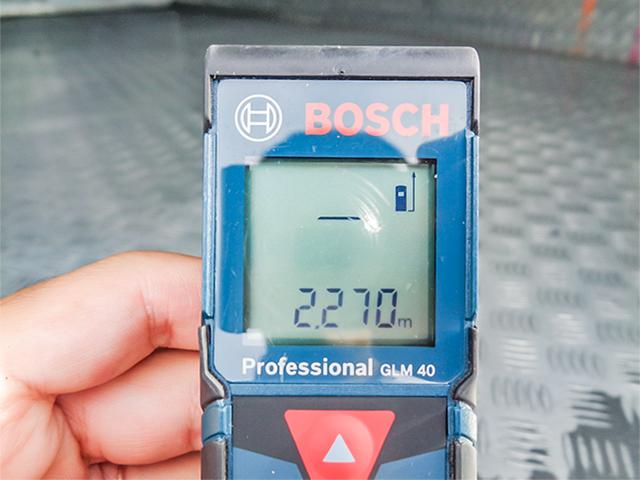 BOSCH
2.270m
Professional GLM 40